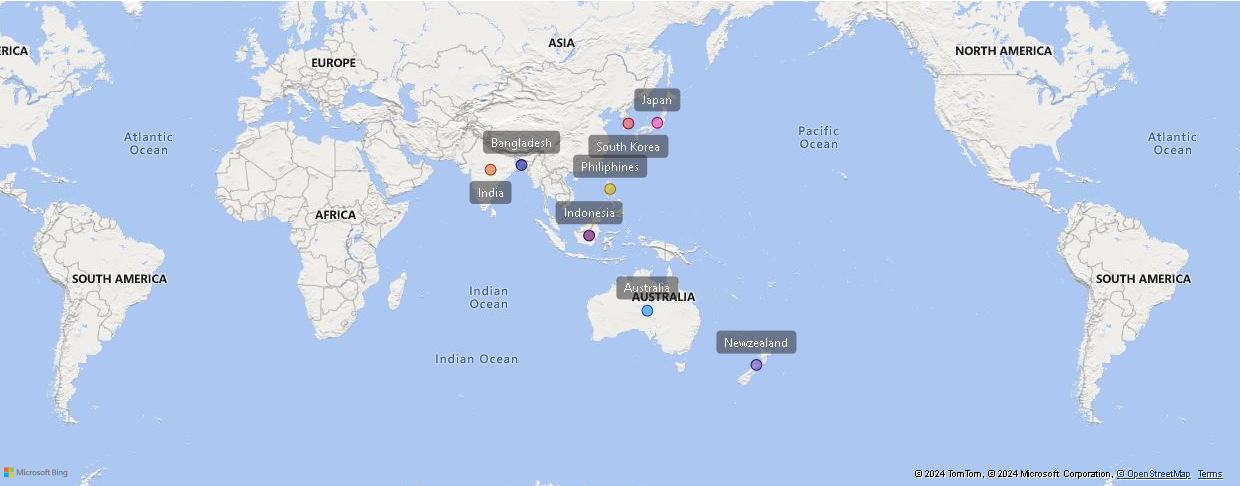 ERICA
EUROPE
ASIA
NORTH AMERICA
Japan
Atlantic
Ocean
Bangladesh
South Korea
Pacific
Ocean
Atlantic
Ocean
Philiphines
India
AFRICA
Indonesia
SOUTH AMERICA
SOUTH AMERICA
Indian
Ocean
Australia
AUSTRALIA
Newzealand
Indian Ocean
Microsoft Bing
© 2024 TomTom, © 2024 Microsoft Corporation, © OpenStreetMap Terms